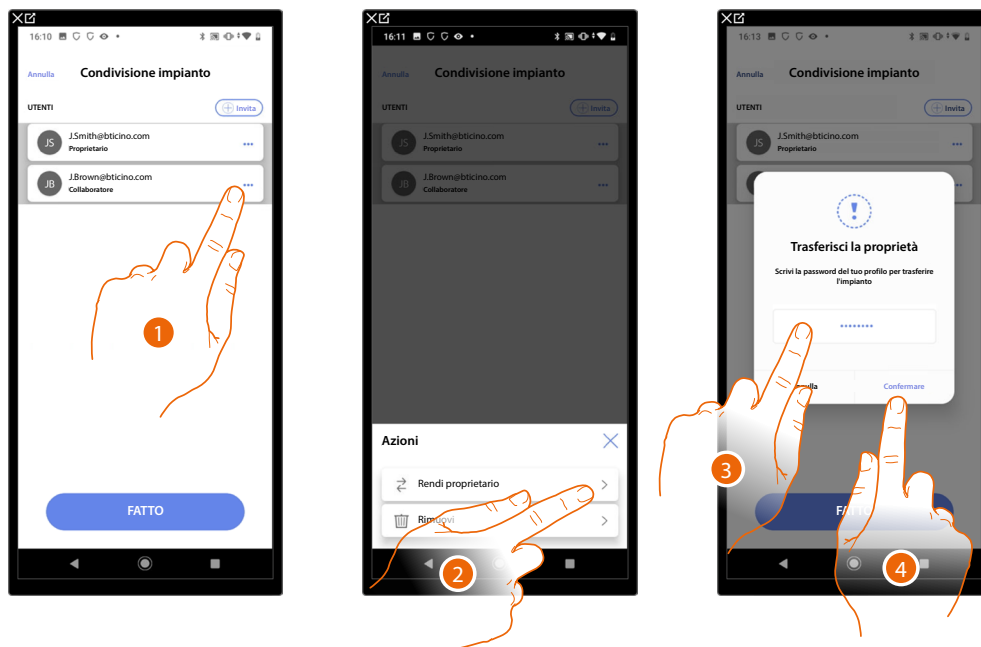 16:10
Annulla Condivisione impianto
UTENTI Invita
JS J.Smith@bticino.com
Proprietario
JB J.Brown@bticino.com
Collaboratore
1
FATTO
16:11
Annulla Condivisione impianto
UTENTI Invita
JS J.Smith@bticino.com
Proprietario
JB J.Brown@bticino.com
Collaboratore
Azioni
Rendi proprietario
Rimuovi
2
16:13
Annulla Condivisione impianto
UTENTI Invita
JS J.Smith@bticino.com
Proprietario
Trasferisci la proprietà
Scrivi la password del tuo profilo per trasferire
l'impianto
Confermare
3
4